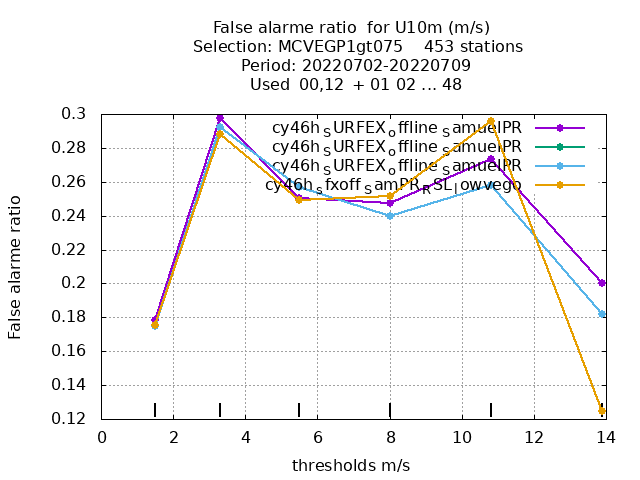 False alarme ratio  for U10m (m/s)
Selection: MCVEGP1gt075    453 stations
Period: 20220702-20220709
Used  00,12  + 01 02 ... 48
cy46h_SURFEX_offline_SamuelPR
cy46h_SURFEX_offline_SamuelPR
cy46h_SURFEX_offline_SamuelPR
cy46h_sfxoff_SamPR_RSL_lowvego
False alarme ratio
0.3
0.28
0.26
0.24
0.22
0.2
0.18
0.16
0.14
0.12
0 2 4 6 8 10 12 14
thresholds m/s